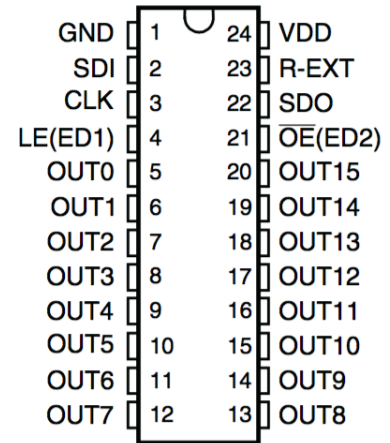 GND 1 24 VDD
SDI 2 23 R-EXT
CLK 3 22 SDO
LE(ED1) 4 21 O̅E̅(ED2)
OUT0 5 20 OUT15
OUT1 6 19 OUT14
OUT2 7 18 OUT13
OUT3 8 17 OUT12
OUT4 9 16 OUT11
OUT5 10 15 OUT10
OUT6 11 14 OUT9
OUT7 12 13 OUT8